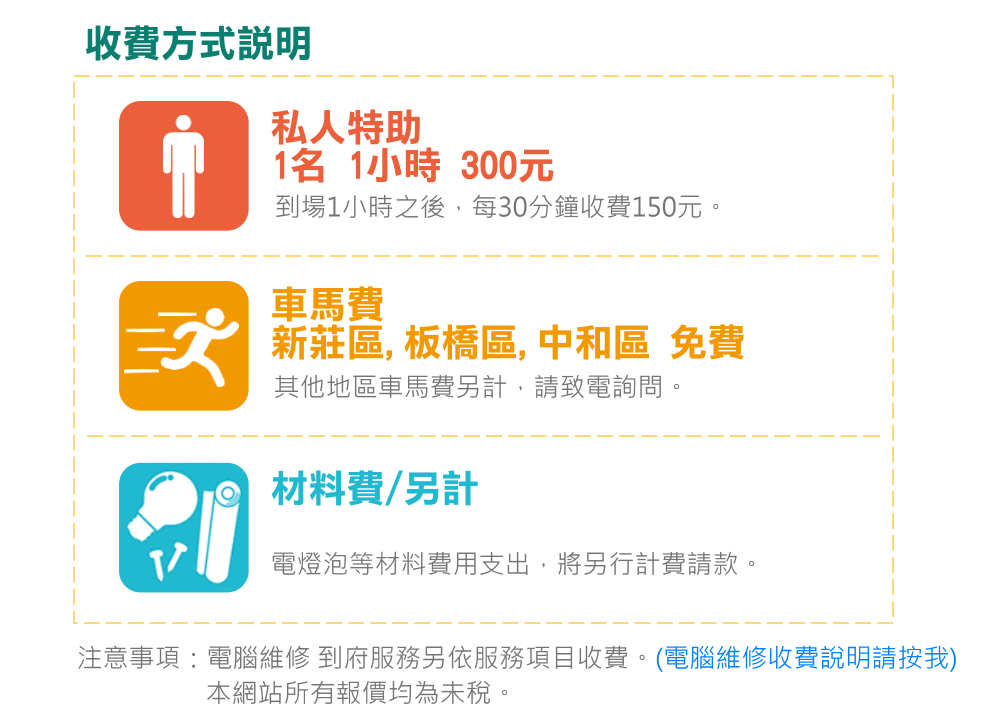 收費方式説明
私人特助
1名 1小時 300元
到場1小時之後，每30分鐘收費150元。
車馬費
新莊區, 板橋區, 中和區 免費
其他地區車馬費另計，請致電詢問。
材料費/另計
電燈泡等材料費用支出，將另行計費請款。
注意事項：電腦維修 到府服務另依服務項目收費。(電腦維修收費說明請按我)
本網站所有報價均為未稅。